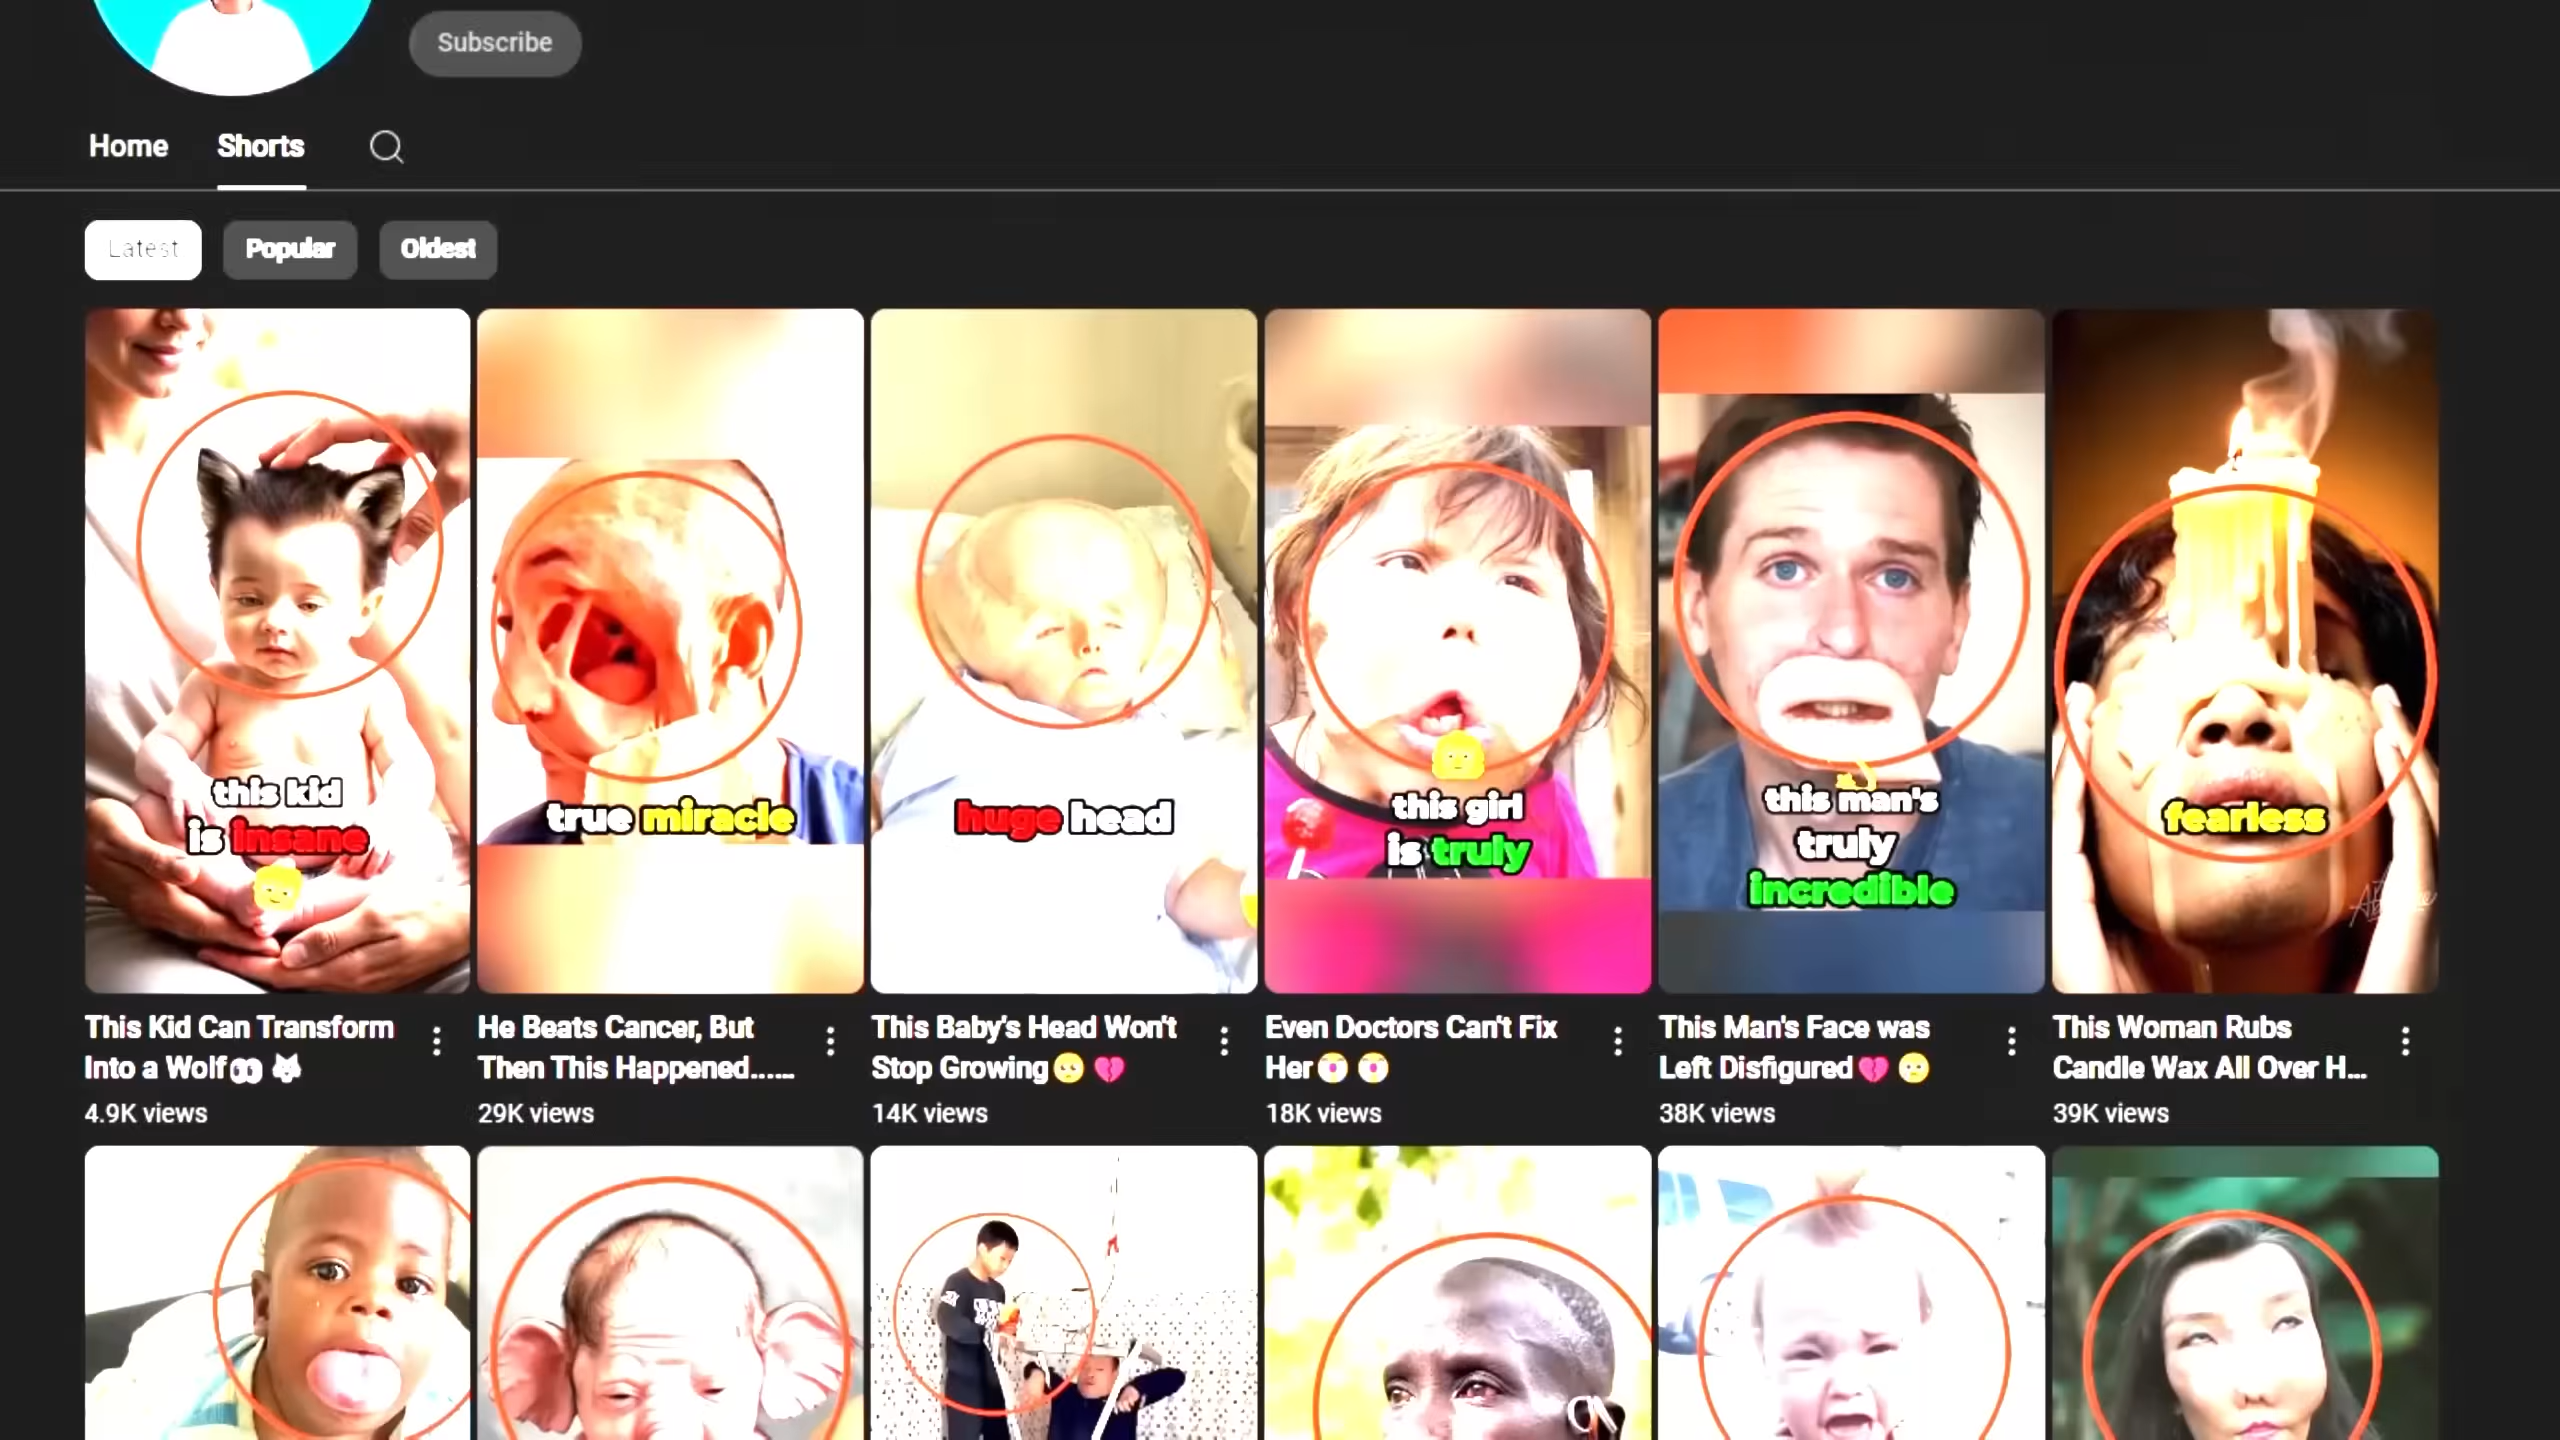 Subscribe
Home
Shorts
Latest
Popular
Oldest
this kid
is insane
true miracle
huge head
this girl
is truly
this man's
truly
incredible
fearless
This Kid Can Transform
Into a Wolf👀 🐺
4.9K views
He Beats Cancer, But
Then This Happened......
29K views
This Baby's Head Won't
Stop Growing🥺 💔
14K views
Even Doctors Can't Fix
Her😳 😳
18K views
This Man's Face was
Left Disfigured💔 😳
38K views
This Woman Rubs
Candle Wax All Over H...
39K views